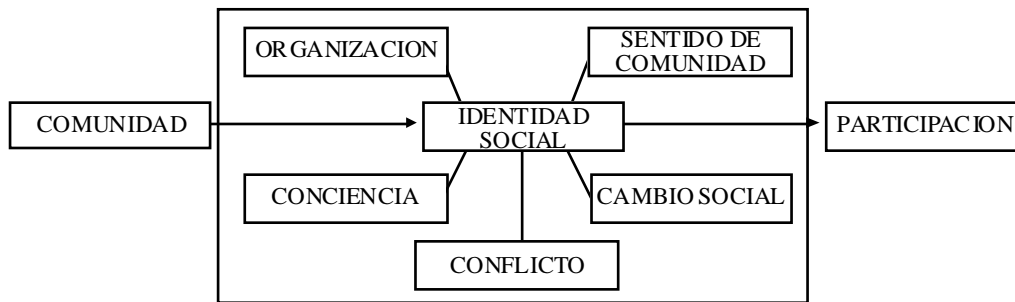 ORGANIZACION
SENTIDO DE
COMUNIDAD
COMUNIDAD
IDENTIDAD
SOCIAL
PARTICIPACION
CONCIENCIA
CAMBIO SOCIAL
CONFLICTO